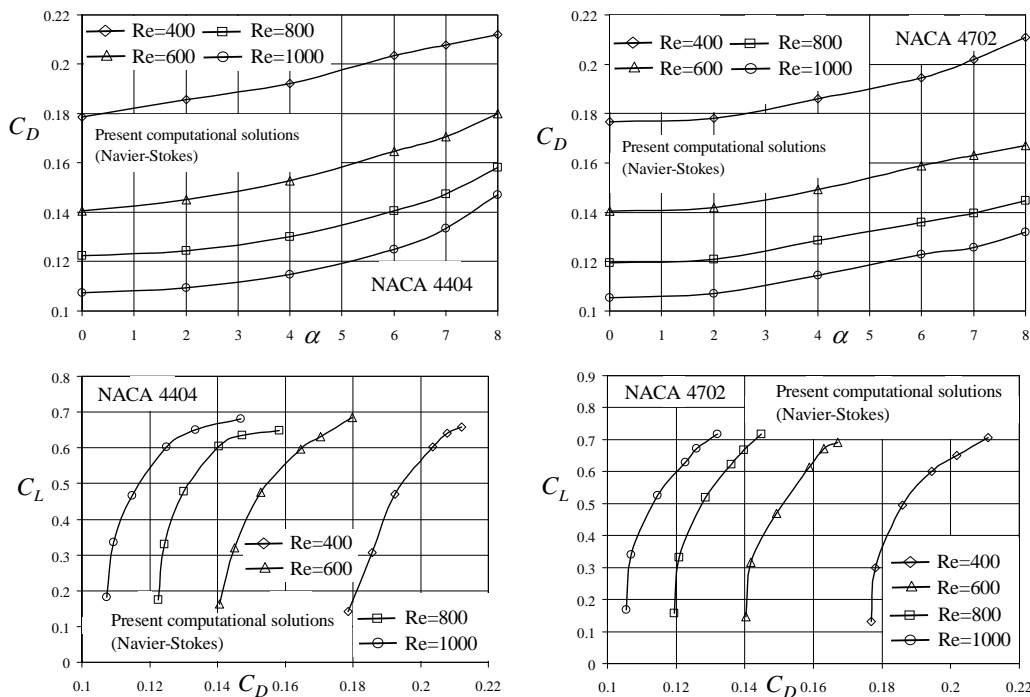 0.22
Re=400
Re=800
Re=600
Re=1000
0.2
0.18
C_D
Present computational solutions
(Navier-Stokes)
0.16
0.14
0.12
NACA 4404
0.1
0 1 2 3 4 5 6 7 8
α
0.22
Re=400
Re=800
NACA 4702
Re=600
Re=1000
0.2
0.18
C_D
Present computational solutions
(Navier-Stokes)
0.16
0.14
0.12
0.1
0 1 2 3 4 5 6 7 8
α
0.8
NACA 4404
0.7
0.6
0.5
C_L
0.4
Re=400
0.3
Re=600
0.2
Present computational solutions
Re=800
(Navier-Stokes)
Re=1000
0.1
0
0.1 0.12 0.14 0.16 0.18 0.2 0.22
C_D
0.9
NACA 4702
Present computational solutions
(Navier-Stokes)
0.8
0.7
0.6
0.5
C_L
0.4
Re=400
0.3
Re=600
0.2
Re=800
0.1
Re=1000
0
0.1 0.12 0.14 0.16 0.18 0.2 0.22
C_D